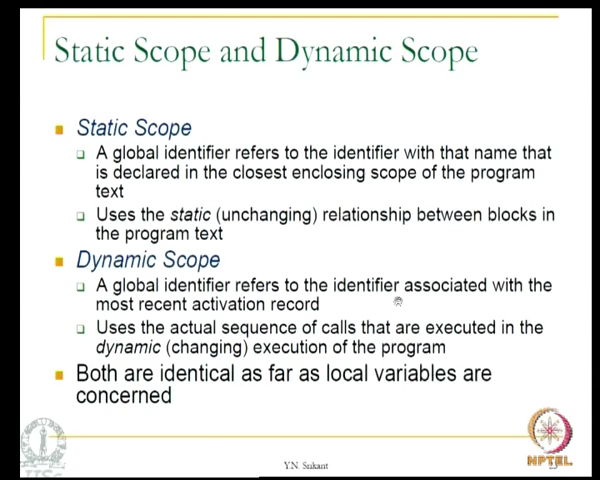 Static Scope and Dynamic Scope
Static Scope
A global identifier refers to the identifier with that name that
is declared in the closest enclosing scope of the program
text
Uses the static (unchanging) relationship between blocks in
the program text
Dynamic Scope
A global identifier refers to the identifier associated with the
most recent activation record
Uses the actual sequence of calls that are executed in the
dynamic (changing) execution of the program
Both are identical as far as local variables are
concerned
Y.N. Srikant
NPTEL